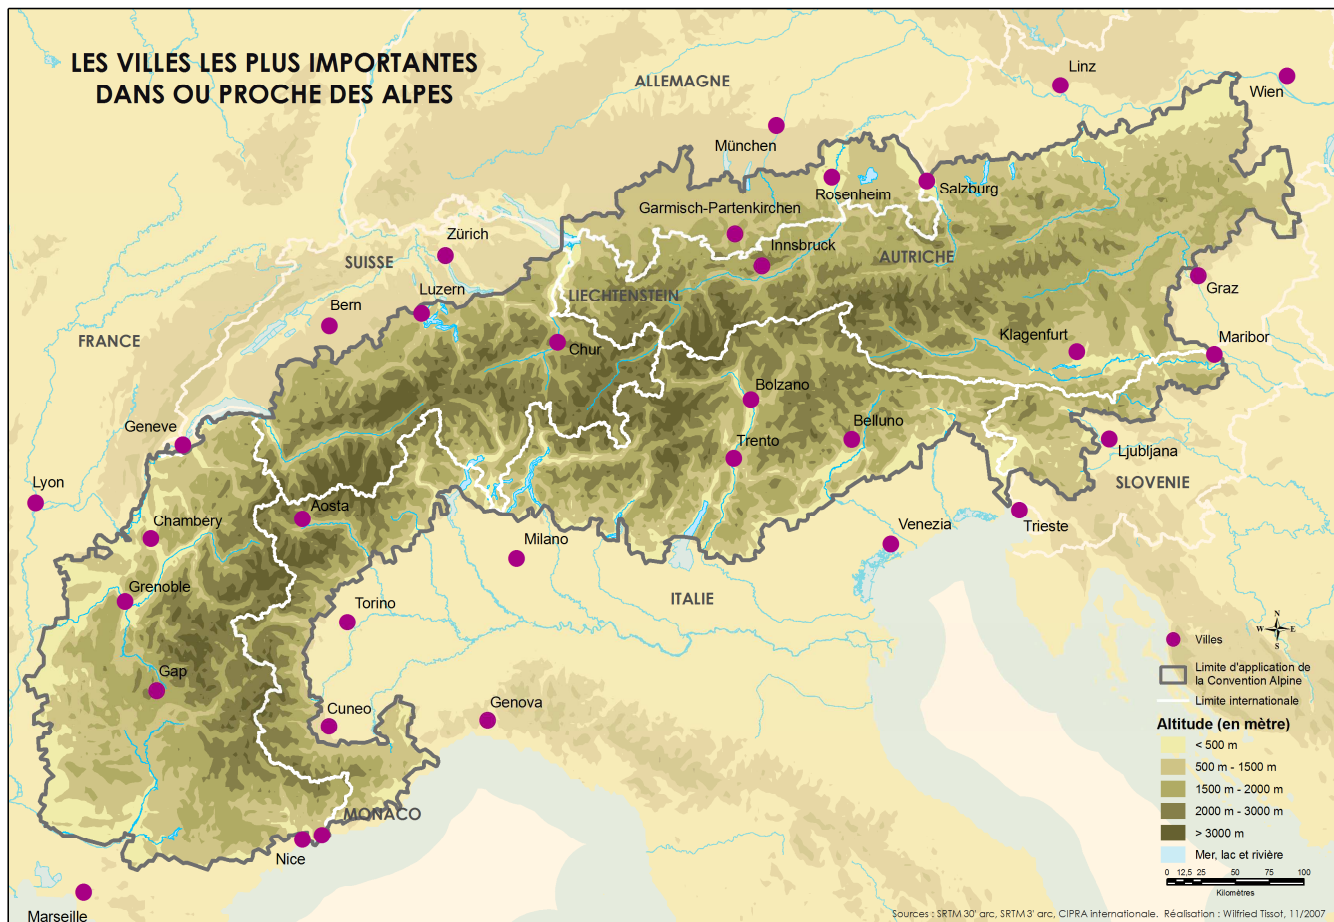 LES VILLES LES PLUS IMPORTANTES
DANS OU PROCHE DES ALPES
ALLEMAGNE
Linz
Wien
München
Rosenheim
Salzburg
Garmisch-Partenkirchen
Innsbruck
Zürich
SUISSE
AUTRICHE
Luzern
LIECHTENSTEIN
Graz
Bern
FRANCE
Chur
Klagenfurt
Maribor
Bolzano
Geneve
Belluno
Trento
Ljubljana
Lyon
SLOVENIE
Aosta
Chambéry
Milano
Venezia
Trieste
Grenoble
Torino
ITALIE
Gap
Cuneo
Genova
MONACO
Nice
Marseille
N
W E
S
Villes
Limite d'application de
la Convention Alpine
Limite internationale
Altitude (en mètre)
< 500 m
500 m - 1500 m
1500 m - 2000 m
2000 m - 3000 m
> 3000 m
Mer, lac et rivière
0 12,5 25 50 75 100
Kilomètres
Sources : SRTM 30' arc, SRTM 3' arc, CIPRA internationale. Réalisation : Wilfried Tissot, 11/2007